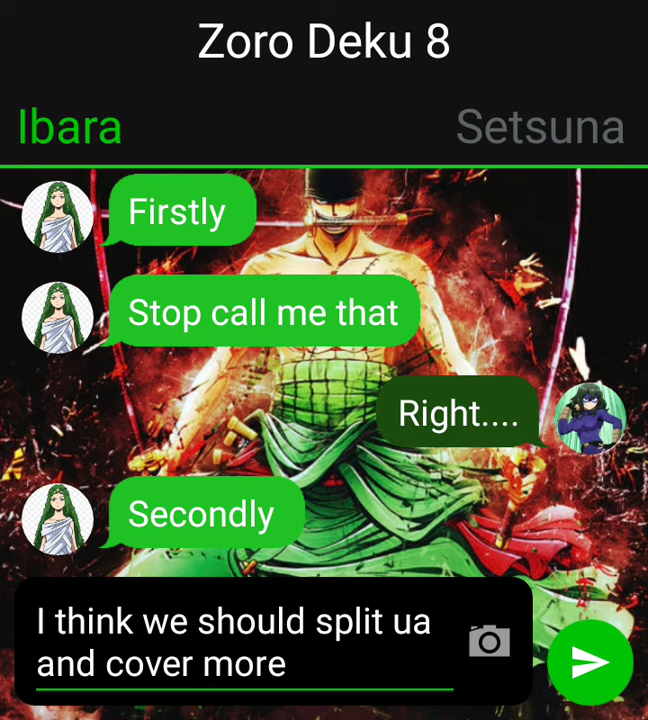 Zoro Deku 8
Ibara
Setsuna
Firstly
Stop call me that
Right....
Secondly
I think we should split ua
and cover more